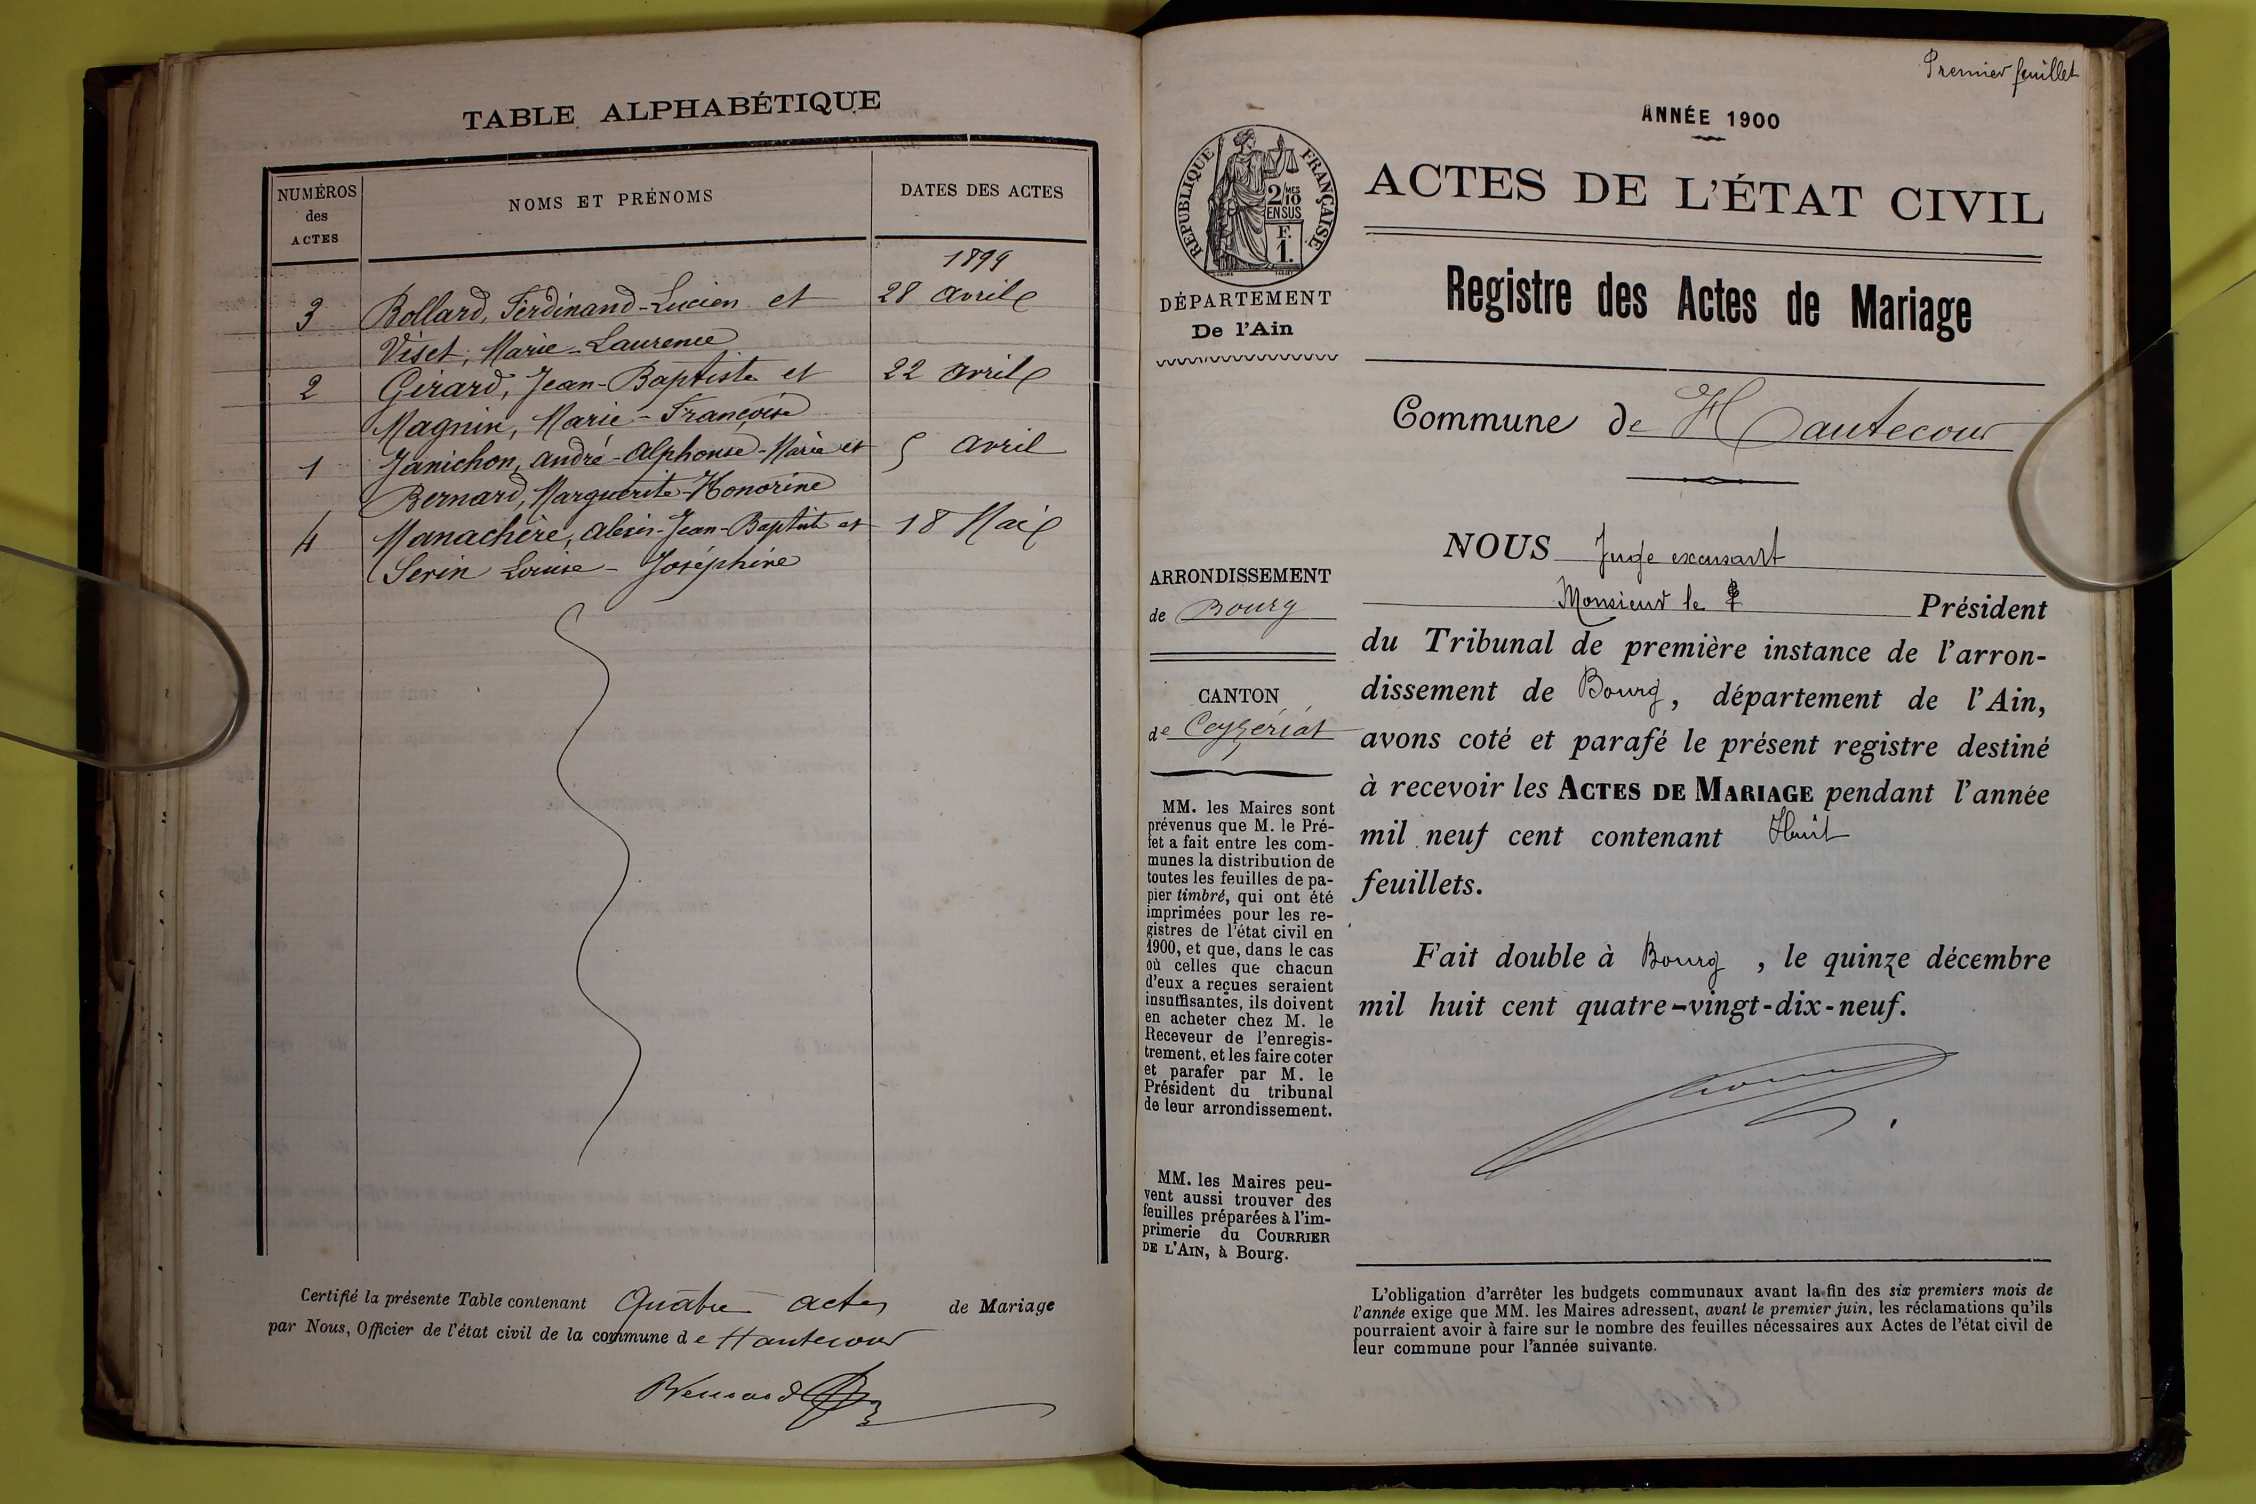 TABLE ALPHABÉTIQUE
NUMÉROS
des
ACTES
NOMS ET PRÉNOMS
DATES DES ACTES
1899
3 Bollard, Ferdinand-Lucien et 28 avril
Viset, Marie-Laurence
2 Girard, Jean-Baptiste et 22 avril
Magnin, Marie-Françoise
1 Janichon, André-Alphonse-Marie et 5 avril
Bernard, Marguerite-Honorine
4 Manachère, Alexis-Jean-Baptiste et 18 Mai
Serin Louise-Joséphine
Certifié la présente Table contenant Quatre actes de Mariage
par Nous, Officier de l'état civil de la commune de Hautecour
Bernard
Premier feuillet
ANNÉE 1900
ACTES DE L'ÉTAT CIVIL
RÉPUBLIQUE FRANÇAISE
2/10 MES
EN SUS
F.
1.
DÉPARTEMENT
De l'Ain
Registre des Actes de Mariage
Commune de Hautecour
ARRONDISSEMENT
de Bourg
CANTON
de Ceyzériat
MM. les Maires sont
prévenus que M. le Pré-
fet a fait entre les com-
munes la distribution de
toutes les feuilles de pa-
pier timbré, qui ont été
imprimées pour les re-
gistres de l'état civil en
1900, et que, dans le cas
où celles que chacun
d'eux a reçues seraient
insuffisantes, ils doivent
en acheter chez M. le
Receveur de l'enregis-
trement, et les faire coter
et parafer par M. le
Président du tribunal
de leur arrondissement.
MM. les Maires peu-
vent aussi trouver des
feuilles préparées à l'im-
primerie du COURRIER
DE L'AIN, à Bourg.
NOUS Juge excusant
Monsieur le Président
du Tribunal de première instance de l'arron-
dissement de Bourg, département de l'Ain,
avons coté et parafé le présent registre destiné
à recevoir les ACTES DE MARIAGE pendant l'année
mil neuf cent contenant Huit
feuillets.
Fait double à Bourg, le quinze décembre
mil huit cent quatre-vingt-dix-neuf.
L'obligation d'arrêter les budgets communaux avant la fin des six premiers mois de
l'année exige que MM. les Maires adressent, avant le premier juin, les réclamations qu'ils
pourraient avoir à faire sur le nombre des feuilles nécessaires aux Actes de l'état civil de
leur commune pour l'année suivante.